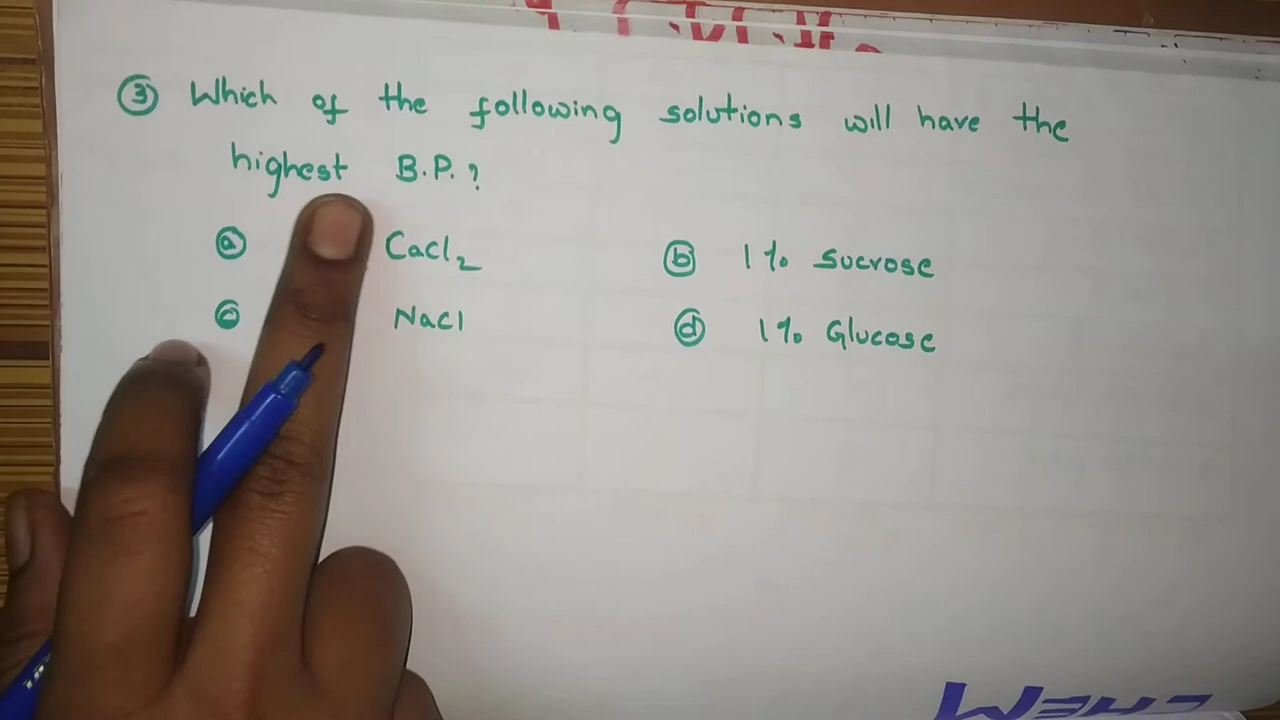 ③ Which of the following solutions will have the
highest B.P.?
ⓐ CaCl₂ ⓑ 1% Sucrose
ⓒ NaCl ⓓ 1% Glucose